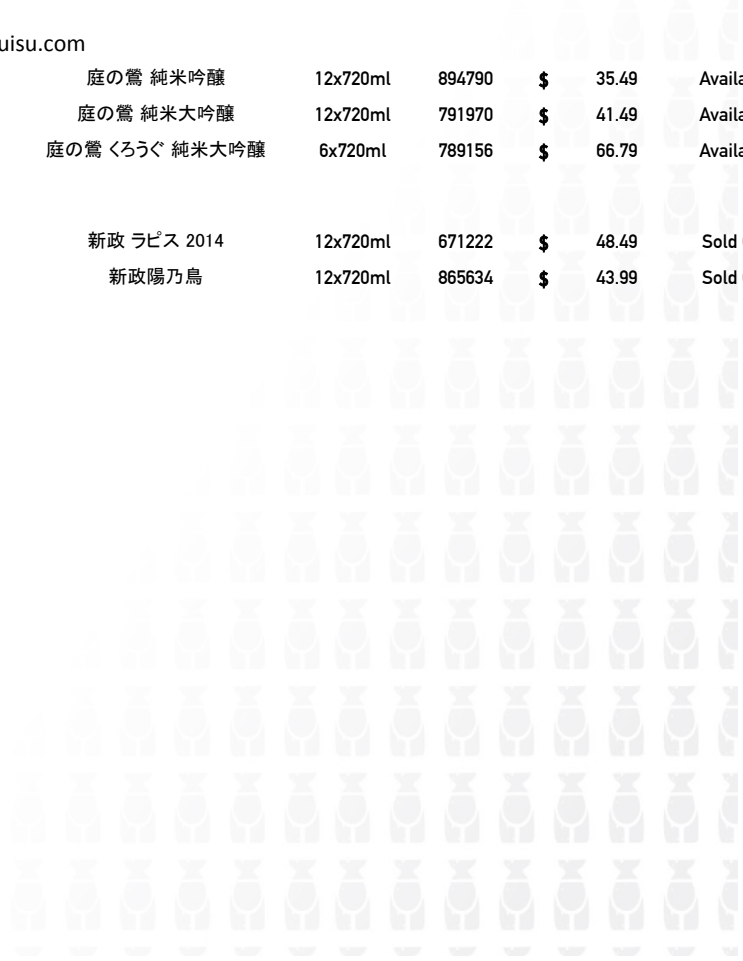 uisu.com
庭の鶯 純米吟醸 12x720ml 894790 $ 35.49 Availa
庭の鶯 純米大吟醸 12x720ml 791970 $ 41.49 Availa
庭の鶯 くろうぐ 純米大吟醸 6x720ml 789156 $ 66.79 Availa
新政 ラピス 2014 12x720ml 671222 $ 48.49 Sold
新政陽乃鳥 12x720ml 865634 $ 43.99 Sold